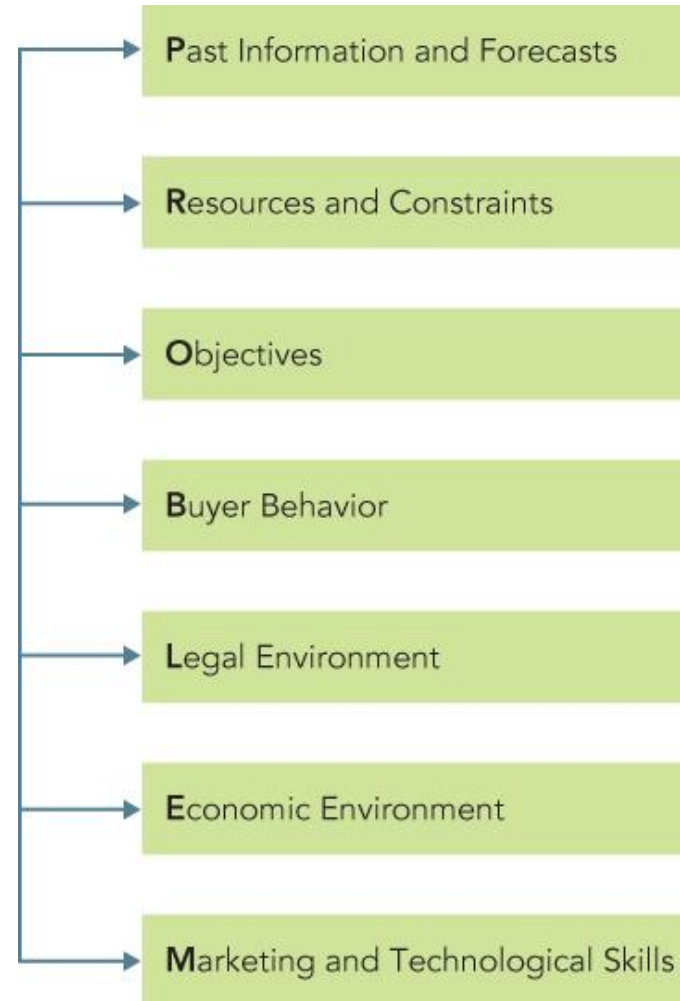 Past Information and Forecasts
Resources and Constraints
Objectives
Buyer Behavior
Legal Environment
Economic Environment
Marketing and Technological Skills